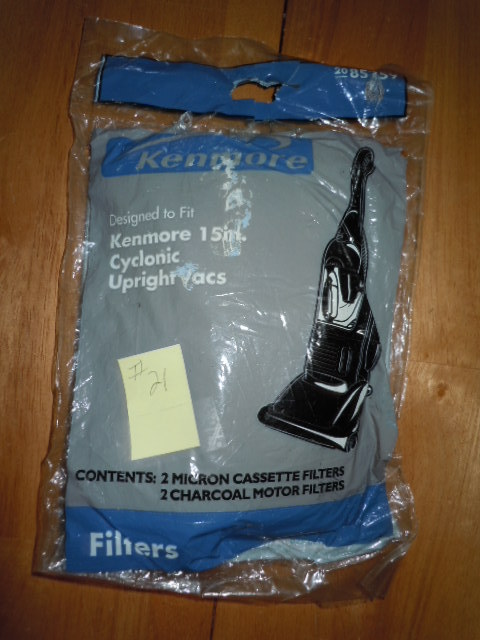 Kenmore
Designed to Fit
Kenmore 15in.
Cyclonic
Upright Vacs
#
21
CONTENTS: 2 MICRON CASSETTE FILTERS
2 CHARCOAL MOTOR FILTERS
Filters